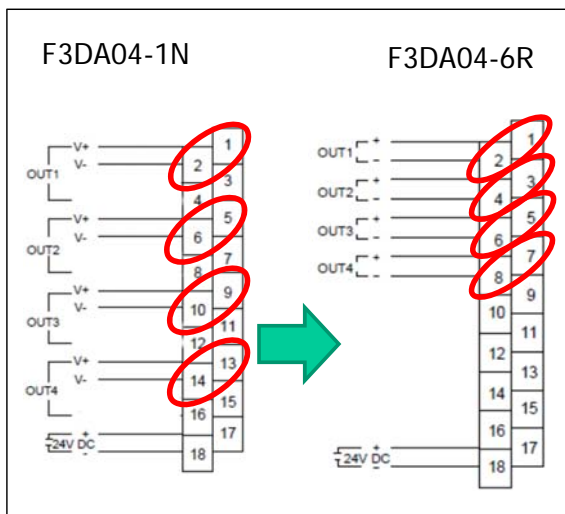 F3DA04-1N
OUT1
V+
V-
OUT2
V+
V-
OUT3
V+
V-
OUT4
V+
V-
+
24V DC
-
1
2
3
4
5
6
7
8
9
10
11
12
13
14
15
16
17
18
F3DA04-6R
OUT1
+
-
OUT2
+
-
OUT3
+
-
OUT4
+
-
+
24V DC
-
1
2
3
4
5
6
7
8
9
10
11
12
13
14
15
16
17
18